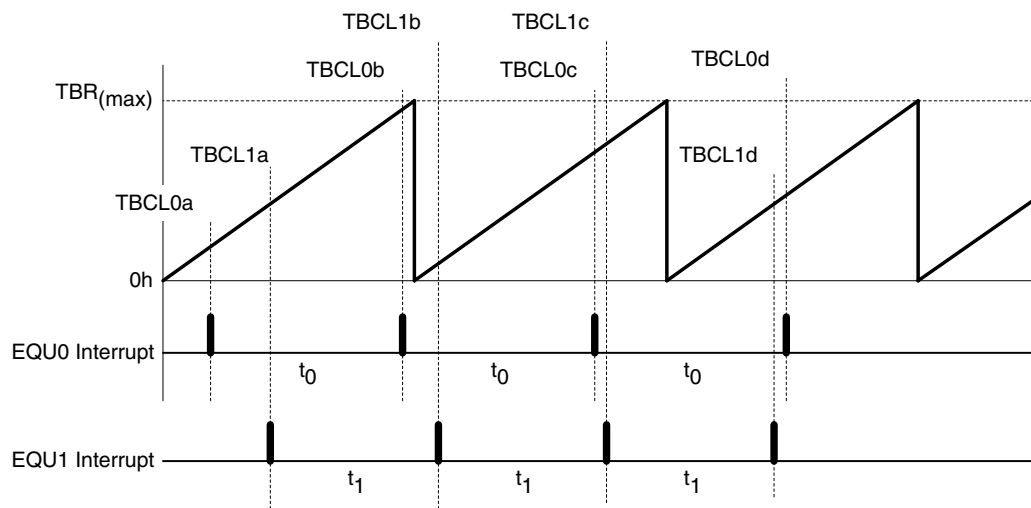 TBCL1b
TBCL1c
TBCL0b
TBCL0c
TBCL0d
TBR(max)
TBCL1a
TBCL1d
TBCL0a
0h
EQU0 Interrupt
t0
t0
t0
EQU1 Interrupt
t1
t1
t1